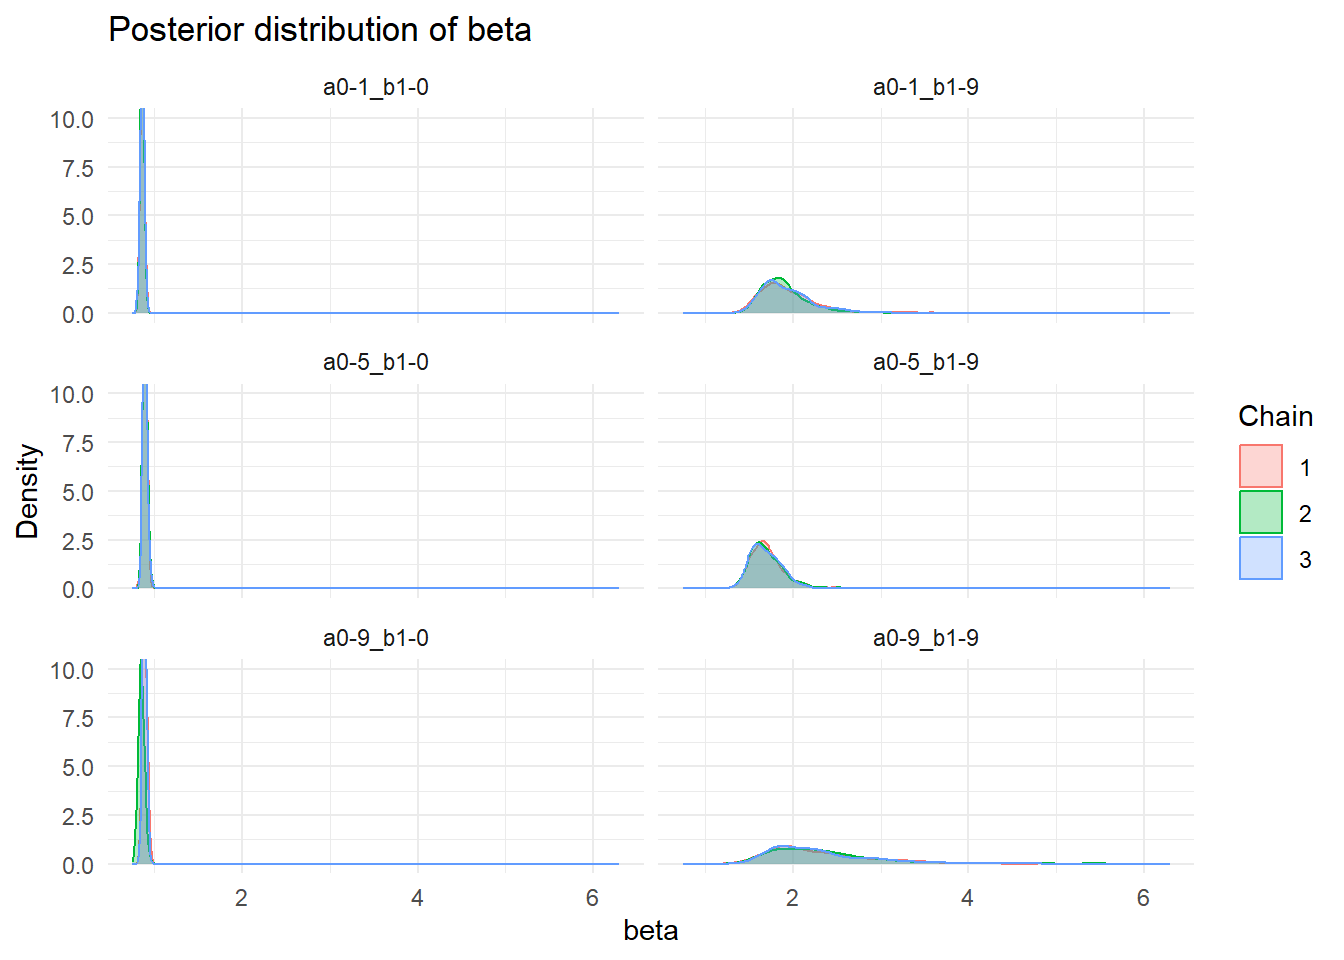 Posterior distribution of beta
a0-1_b1-0 a0-1_b1-9
10.0
7.5
5.0
2.5
0.0
a0-5_b1-0 a0-5_b1-9
10.0
7.5
5.0
2.5
0.0
a0-9_b1-0 a0-9_b1-9
10.0
7.5
5.0
2.5
0.0
2 4 6 2 4 6
beta
Density
Chain
1
2
3